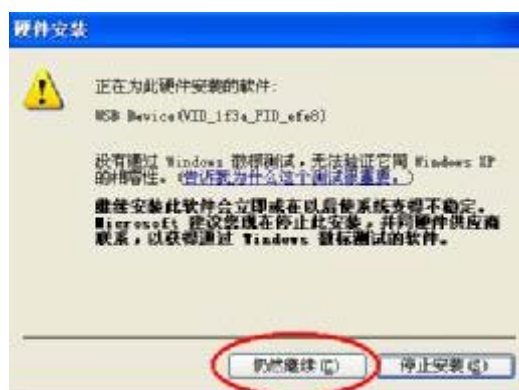 硬件安装
正在为此硬件安装的软件:
USB Device(VID_1f3a_PID_efe8)
没有通过 Windows 徽标测试，无法验证它同 Windows XP
的相容性。(告诉我为什么这个测试很重要。)
继续安装此软件会立即或在以后使系统变得不稳定。
Microsoft 建议您现在停止此安装，并同硬件供应商
联系，以获得通过 Windows 徽标测试的软件。
仍然继续(C)
停止安装(S)